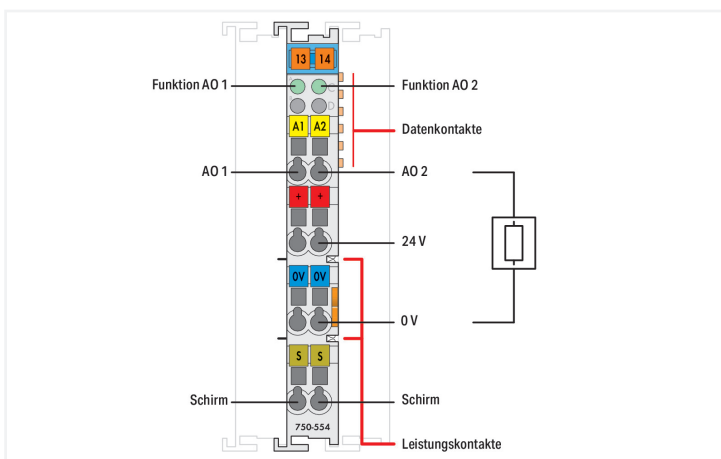 13 14
Funktion AO 1
C
Funktion AO 2
D
A1 A2
Datenkontakte
AO 1
AO 2
+ +
24 V
0V 0V
0 V
S S
Schirm
Schirm
750-554
Leistungskontakte